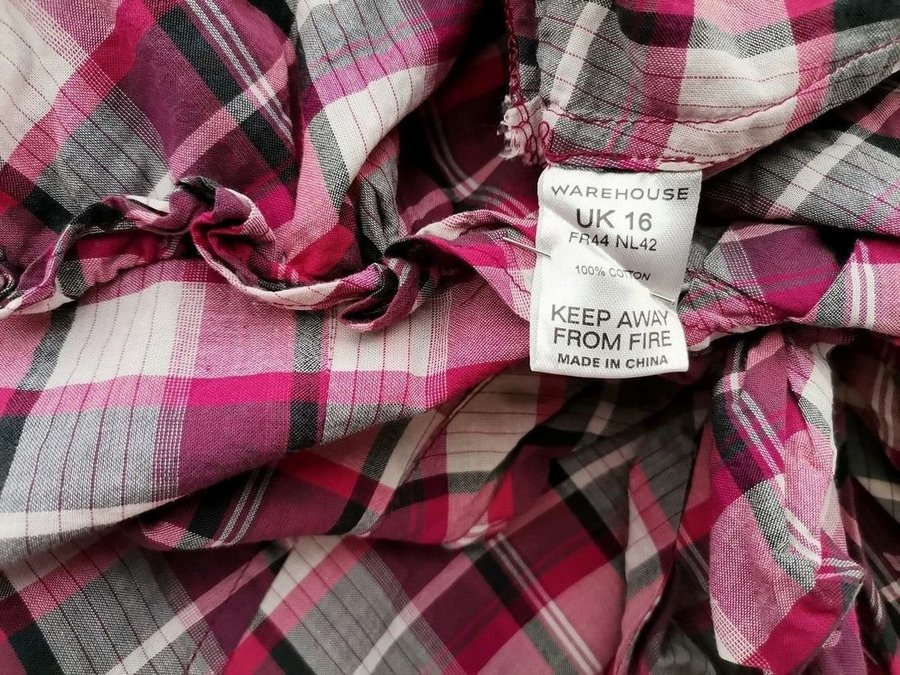 WAREHOUSE
UK 16
FR44 NL42
100% COTTON
KEEP AWAY
FROM FIRE
MADE IN CHINA